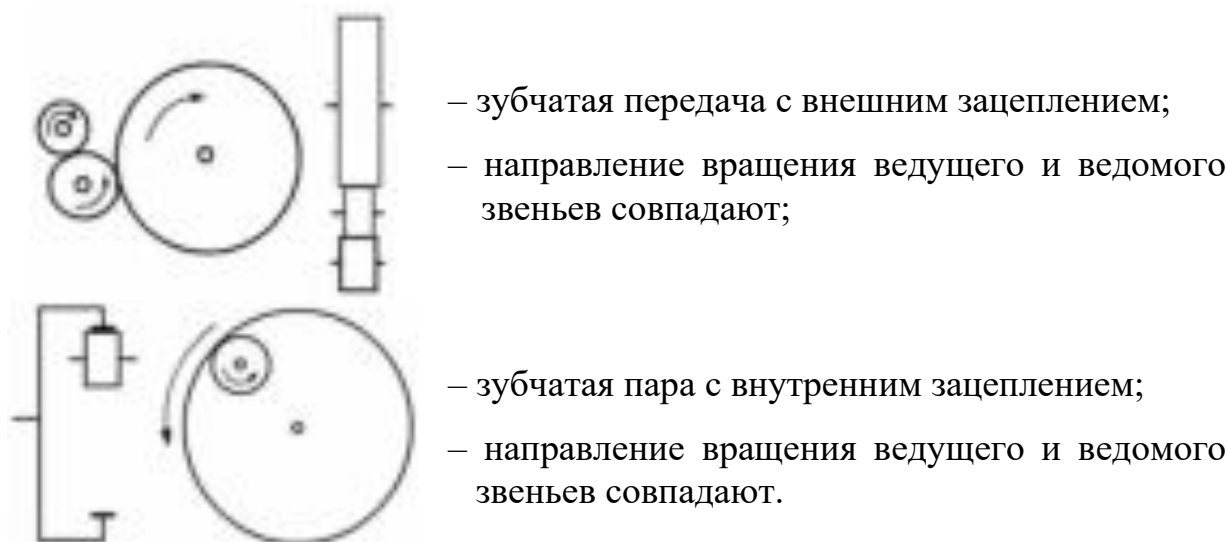 – зубчатая передача с внешним зацеплением;
– направление вращения ведущего и ведомого
звеньев совпадают;
– зубчатая пара с внутренним зацеплением;
– направление вращения ведущего и ведомого
звеньев совпадают.